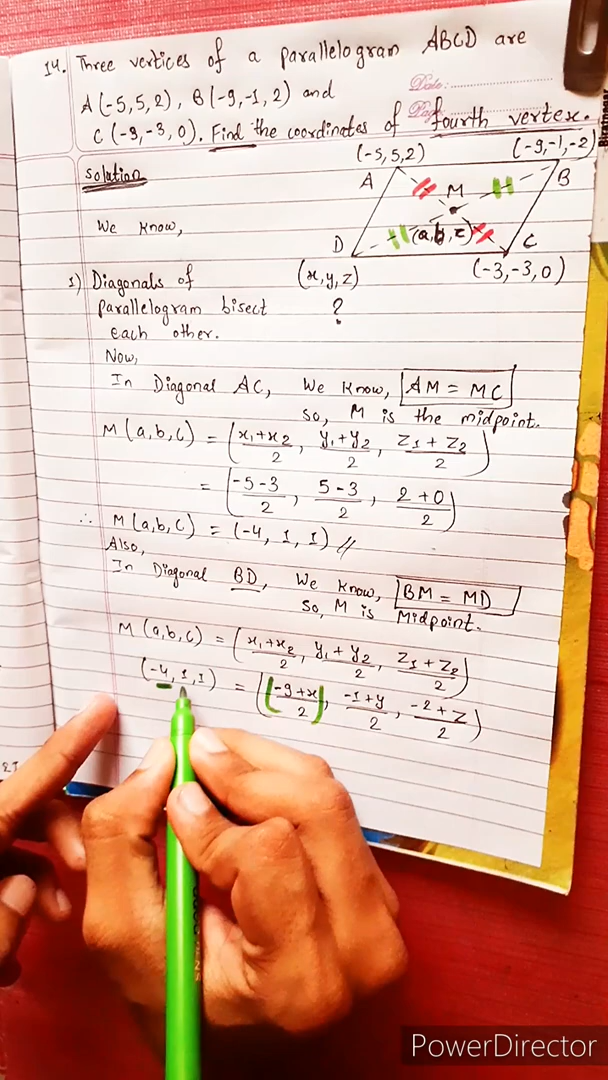 14. Three vertices of a parallelogram ABCD are
Date:
A(-5,5,2), B(-9,-1,2) and
Page
C(-9,-3,0). Find the coordinates of fourth vertex.
Solution
(-5,5,2) (-9,-1,-2)
A B
M
We know,
(a,b,c)
D C
1) Diagonals of (x,y,z) (-3,-3,0)
parallelogram bisect ?
each other.
Now,
In Diagonal AC, We know, AM = MC
so, M is the midpoint.
M(a,b,c) = (x₁+x₂/2, y₁+y₂/2, z₁+z₂/2)
= (-5-3/2, 5-3/2, 2+0/2)
∴ M(a,b,c) = (-4, 1, 1) //
Also,
In Diagonal BD, We know, BM = MD
So, M is Midpoint.
M(a,b,c) = (x₁+x₂/2, y₁+y₂/2, z₁+z₂/2)
(-4,1,1) = (-9+x/2, -1+y/2, -2+z/2)
PowerDirector